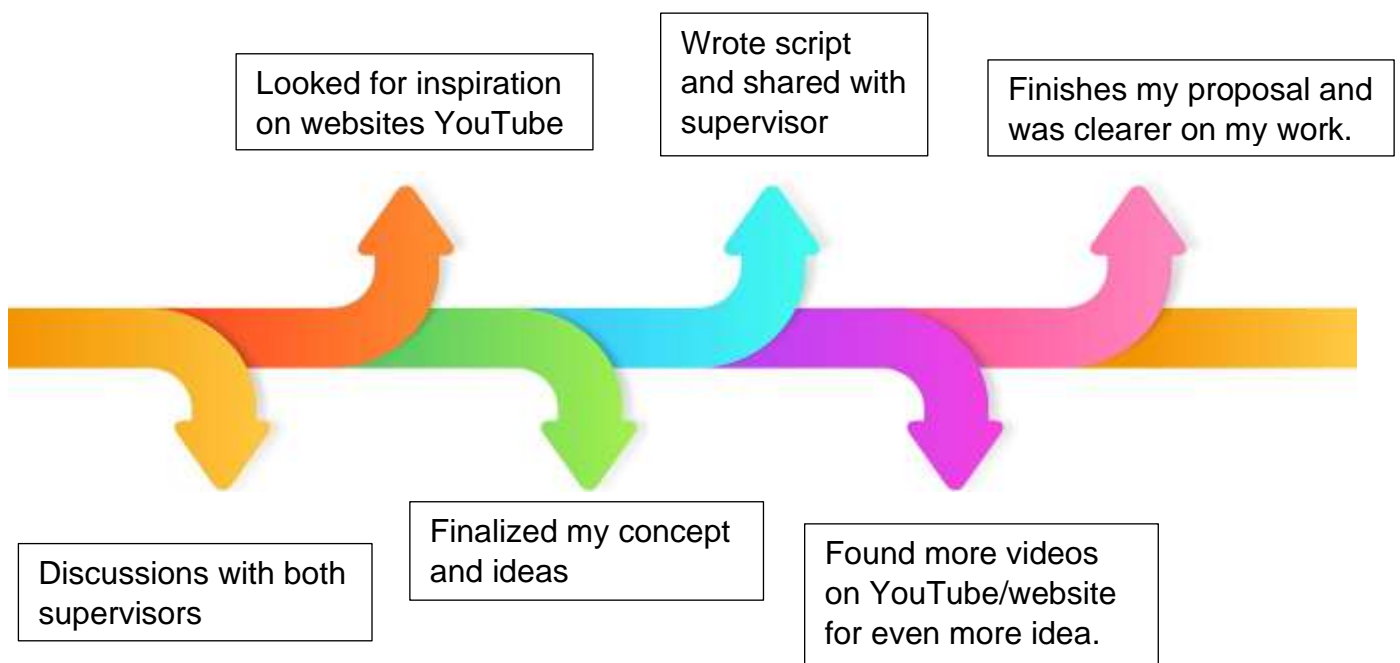 Looked for inspiration
on websites YouTube
Wrote script
and shared with
supervisor
Finishes my proposal and
was clearer on my work.
Discussions with both
supervisors
Finalized my concept
and ideas
Found more videos
on YouTube/website
for even more idea.